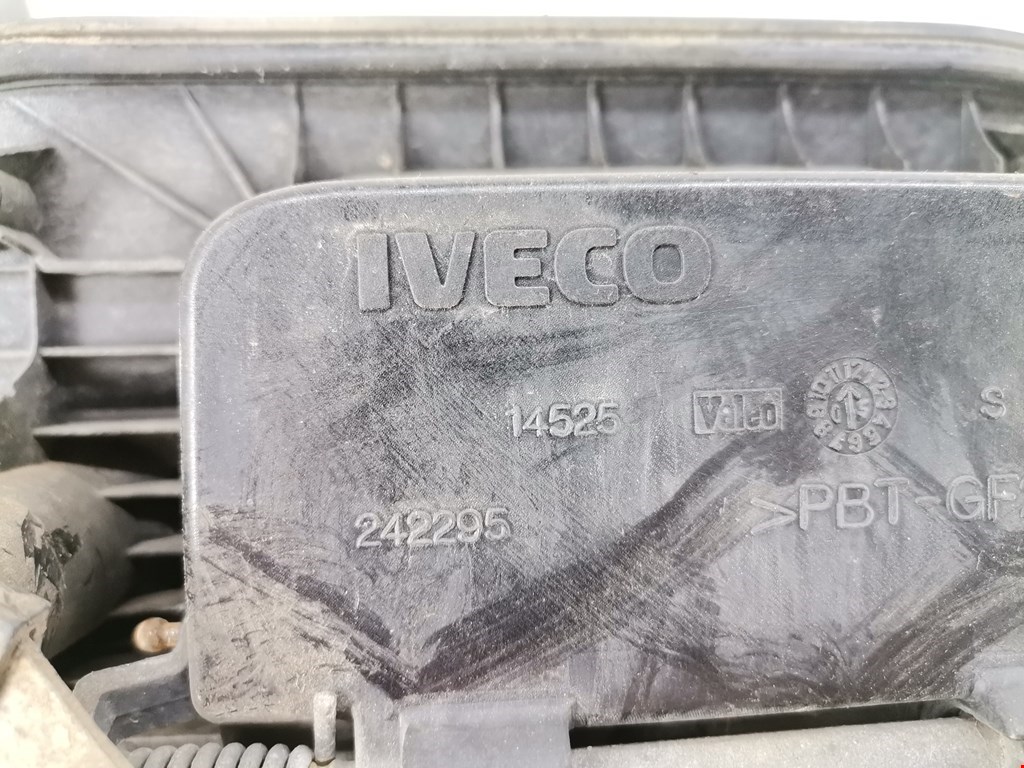 IVECO
14525 Valeo S
242295 >PBT-GF